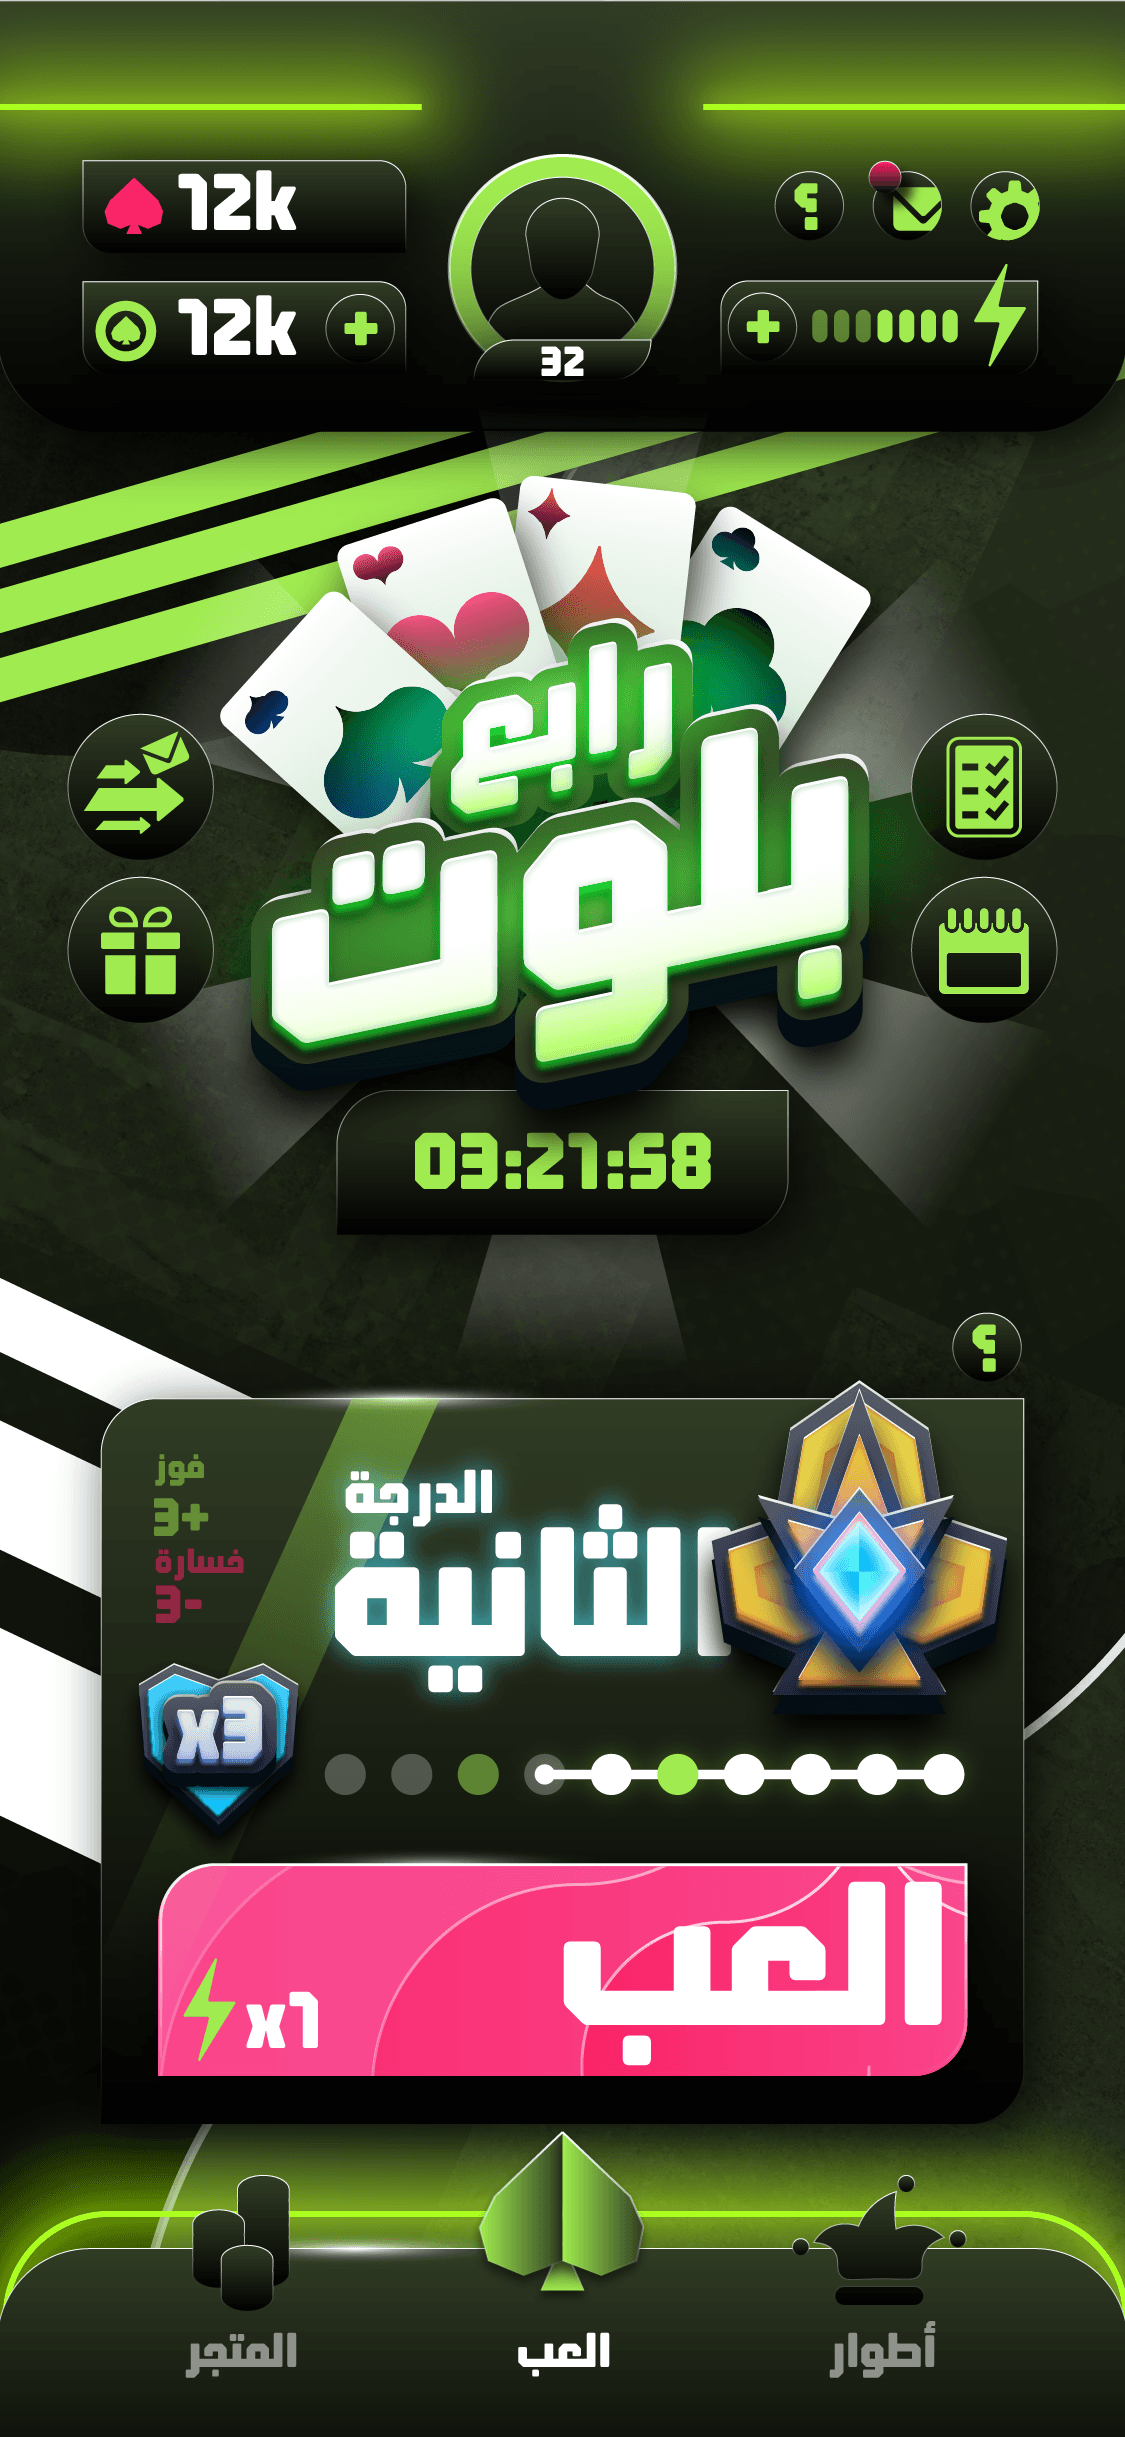 12k
؟
12k
32
رابع
بلوت
03:21:58
؟
فوز
3+
خسارة
3-
الدرجة
الثانية
x3
العب
x1
أطوار
العب
المتجر